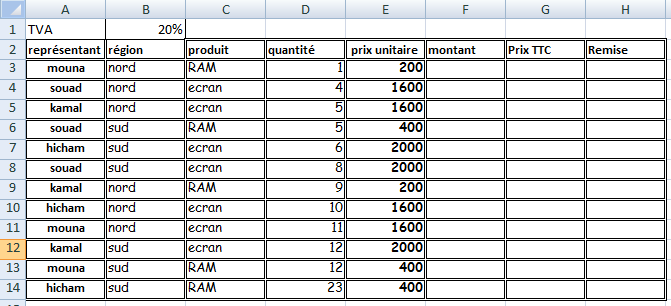 A B C D E F G H
1 TVA 20%
2 représentant région produit quantité prix unitaire montant Prix TTC Remise
3 mouna nord RAM 1 200
4 souad nord ecran 4 1600
5 kamal nord ecran 5 1600
6 souad sud RAM 5 400
7 hicham sud ecran 6 2000
8 souad sud ecran 8 2000
9 kamal nord RAM 9 200
10 hicham nord ecran 10 1600
11 mouna nord ecran 11 1600
12 kamal sud ecran 12 2000
13 mouna sud RAM 12 400
14 hicham sud RAM 23 400